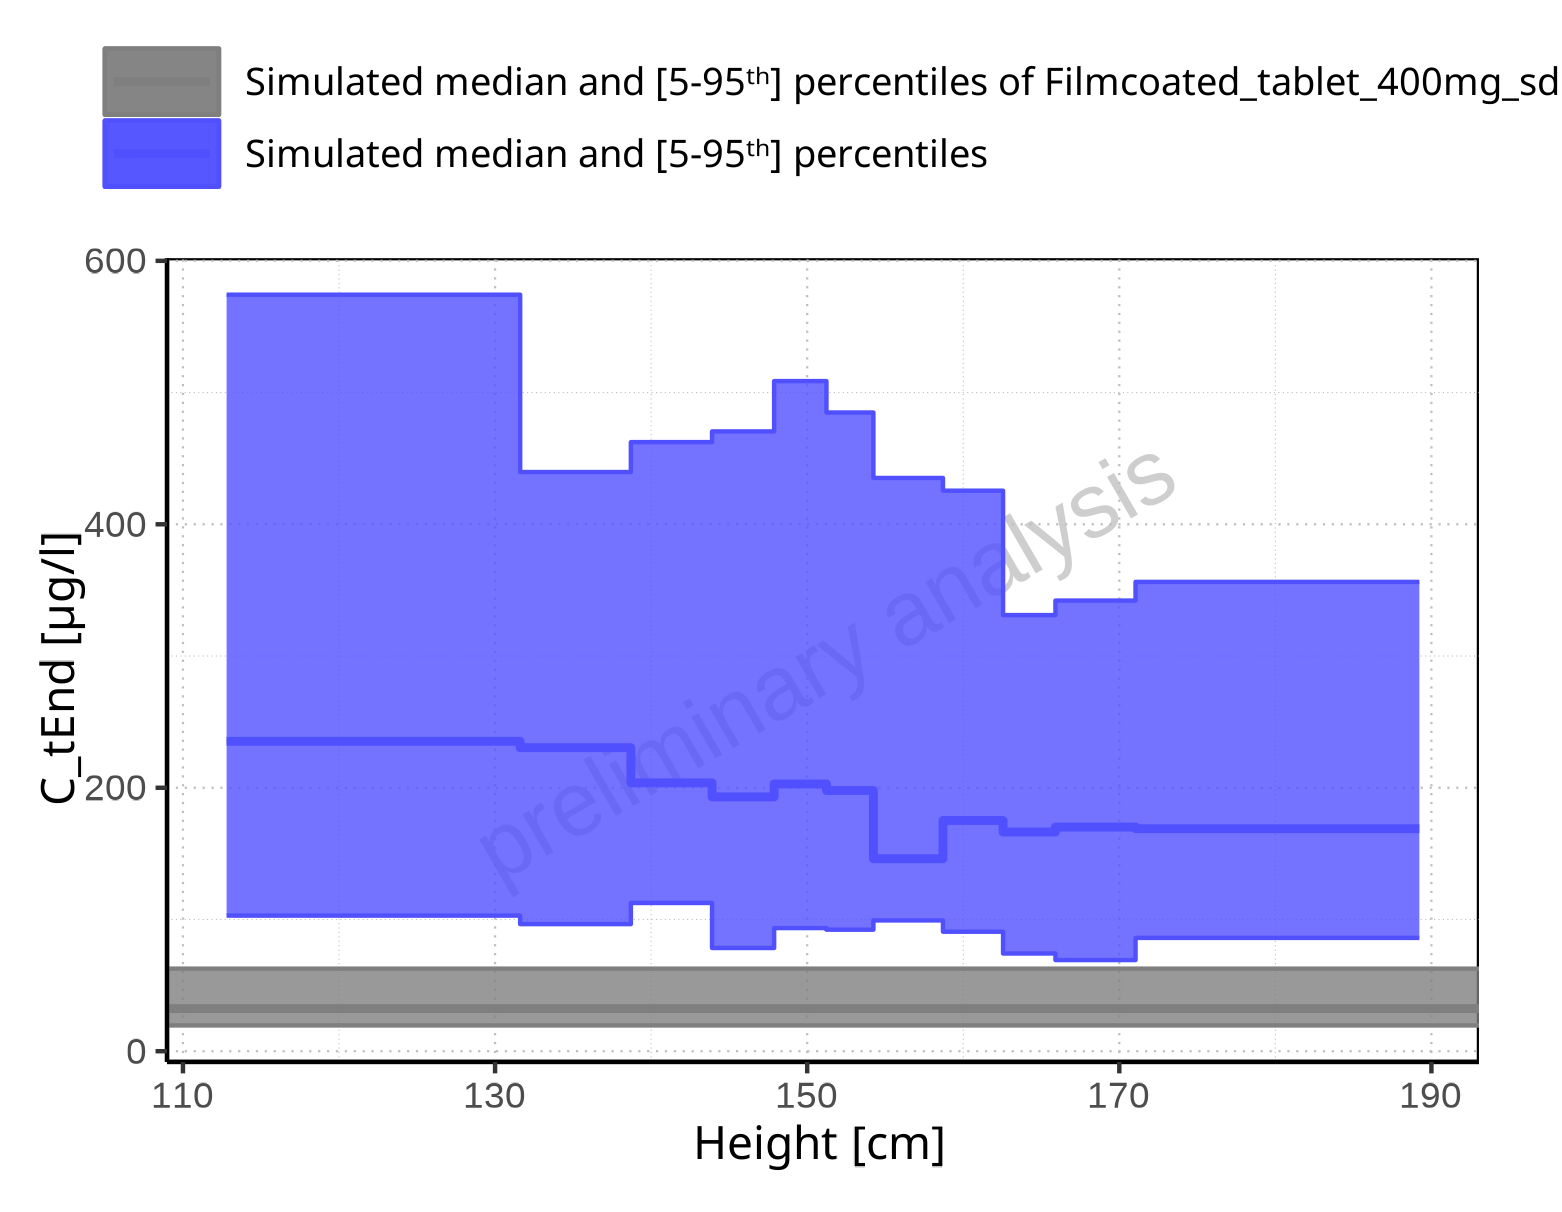 Simulated median and [5-95ᵗʰ] percentiles of Filmcoated_tablet_400mg_sd
Simulated median and [5-95ᵗʰ] percentiles
600
400
200
0
C_tEnd [µg/l]
preliminary analysis
110 130 150 170 190
Height [cm]